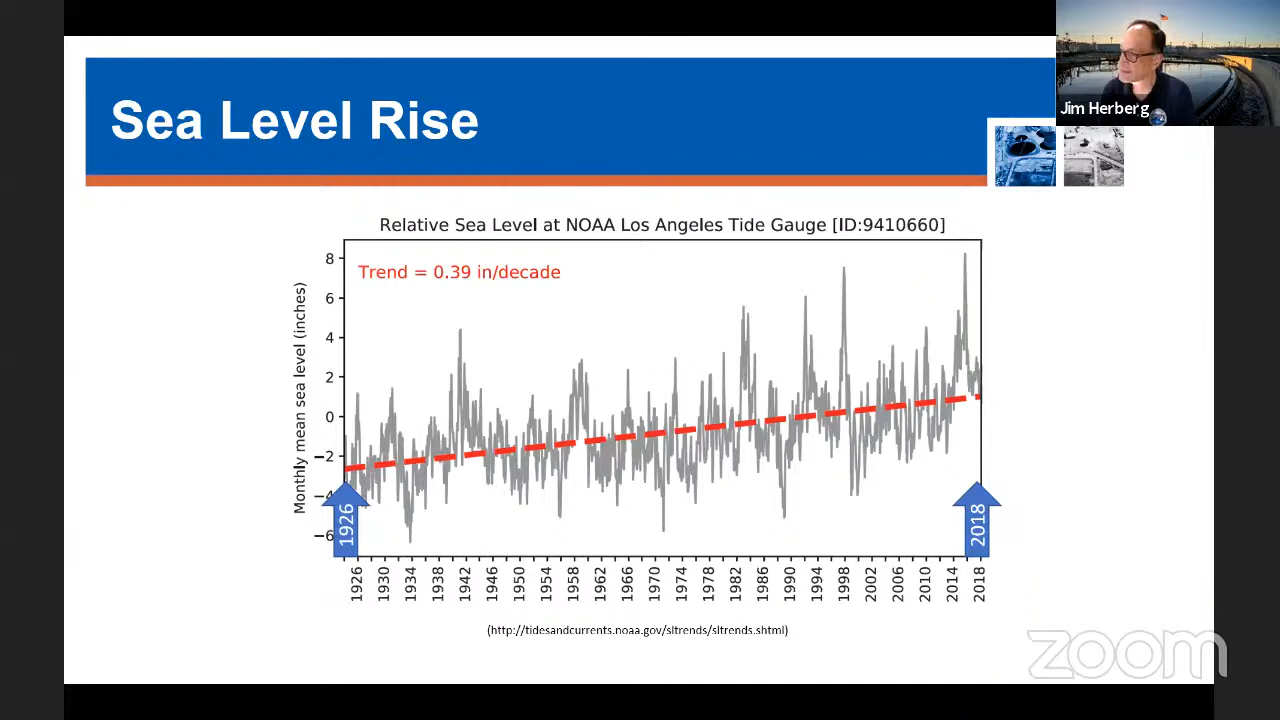 Sea Level Rise
Jim Herberg
Relative Sea Level at NOAA Los Angeles Tide Gauge [ID:9410660]
Trend = 0.39 in/decade
Monthly mean sea level (inches)
8
6
4
2
0
−2
−4
−6
1926
2018
1926 1930 1934 1938 1942 1946 1950 1954 1958 1962 1966 1970 1974 1978 1982 1986 1990 1994 1998 2002 2006 2010 2014 2018
(http://tidesandcurrents.noaa.gov/sltrends/sltrends.shtml)
zoom